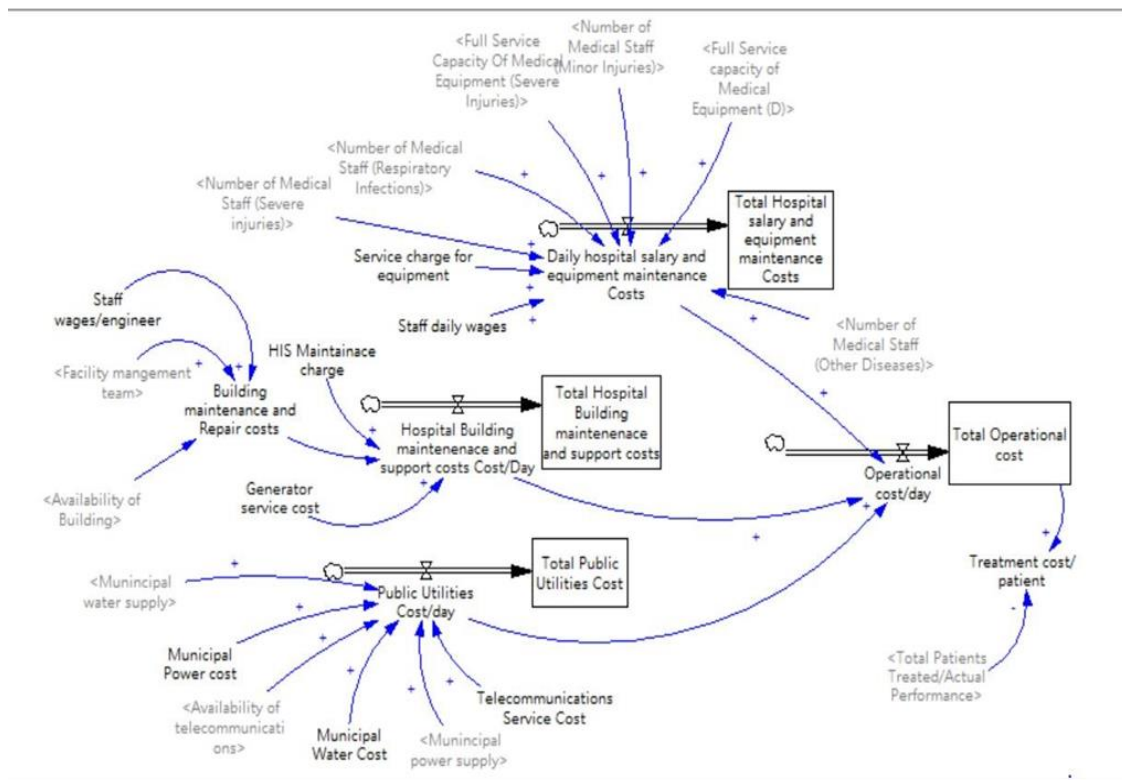 <Full Service
Capacity Of Medical
Equipment (Severe
Injuries)>
<Number of
Medical Staff
(Minor Injuries)>
<Full Service
capacity of
Medical
Equipment (D)>
<Number of Medical
Staff (Respiratory
Infections)>
<Number of Medical
Staff (Severe
injuries)>
Total Hospital
salary and
equipment
maintenance
Costs
Service charge for
equipment
Daily hospital salary and
equipment maintenance
Costs
Staff daily wages
<Number of
Medical Staff
(Other Diseases)>
Staff
wages/engineer
<Facility mangement
team>
HIS Maintainace
charge
Building
maintenance and
Repair costs
Total Hospital
Building
maintenenace
and support costs
Hospital Building
maintenenace and
support costs Cost/Day
<Availability of
Building>
Generator
service cost
Total Operational
cost
Operational
cost/day
Treatment cost/
patient
<Total Patients
Treated/Actual
Performance>
Total Public
Utilities Cost
<Munincipal
water supply>
Public Utilities
Cost/day
Municipal
Power cost
<Availability of
telecommunicati
ons>
Municipal
Water Cost
<Munincipal
power supply>
Telecommunications
Service Cost